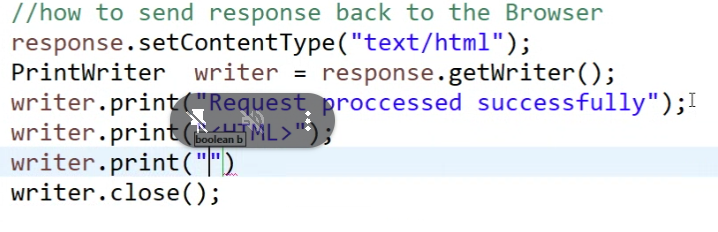 //how to send response back to the Browser
response.setContentType("text/html");
PrintWriter  writer = response.getWriter();
writer.print("Request proccessed successfully");
writer.print("<HTML>");
boolean b
writer.print("")
writer.close();